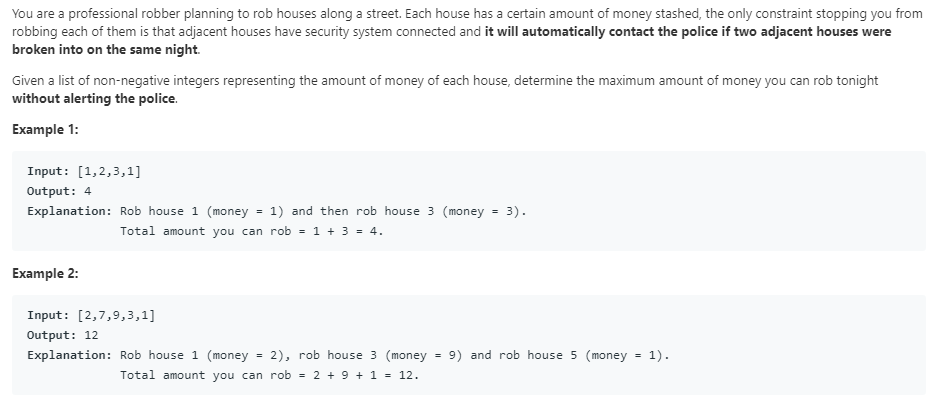 You are a professional robber planning to rob houses along a street. Each house has a certain amount of money stashed, the only constraint stopping you from
robbing each of them is that adjacent houses have security system connected and it will automatically contact the police if two adjacent houses were
broken into on the same night.
Given a list of non-negative integers representing the amount of money of each house, determine the maximum amount of money you can rob tonight
without alerting the police.
Example 1:
Input: [1,2,3,1]
Output: 4
Explanation: Rob house 1 (money = 1) and then rob house 3 (money = 3).
Total amount you can rob = 1 + 3 = 4.
Example 2:
Input: [2,7,9,3,1]
Output: 12
Explanation: Rob house 1 (money = 2), rob house 3 (money = 9) and rob house 5 (money = 1).
Total amount you can rob = 2 + 9 + 1 = 12.